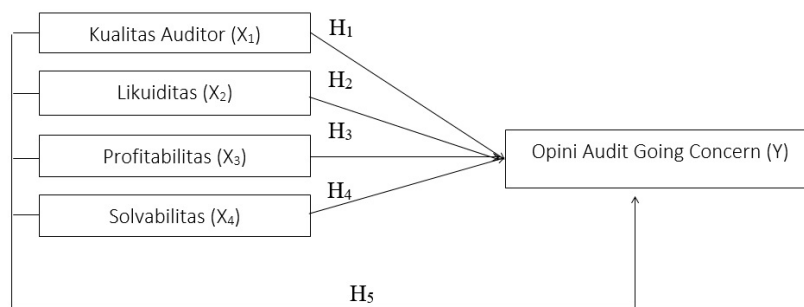 Kualitas Auditor (X₁)
H₁
Likuiditas (X₂)
H₂
H₃
Profitabilitas (X₃)
Opini Audit Going Concern (Y)
H₄
Solvabilitas (X₄)
H₅